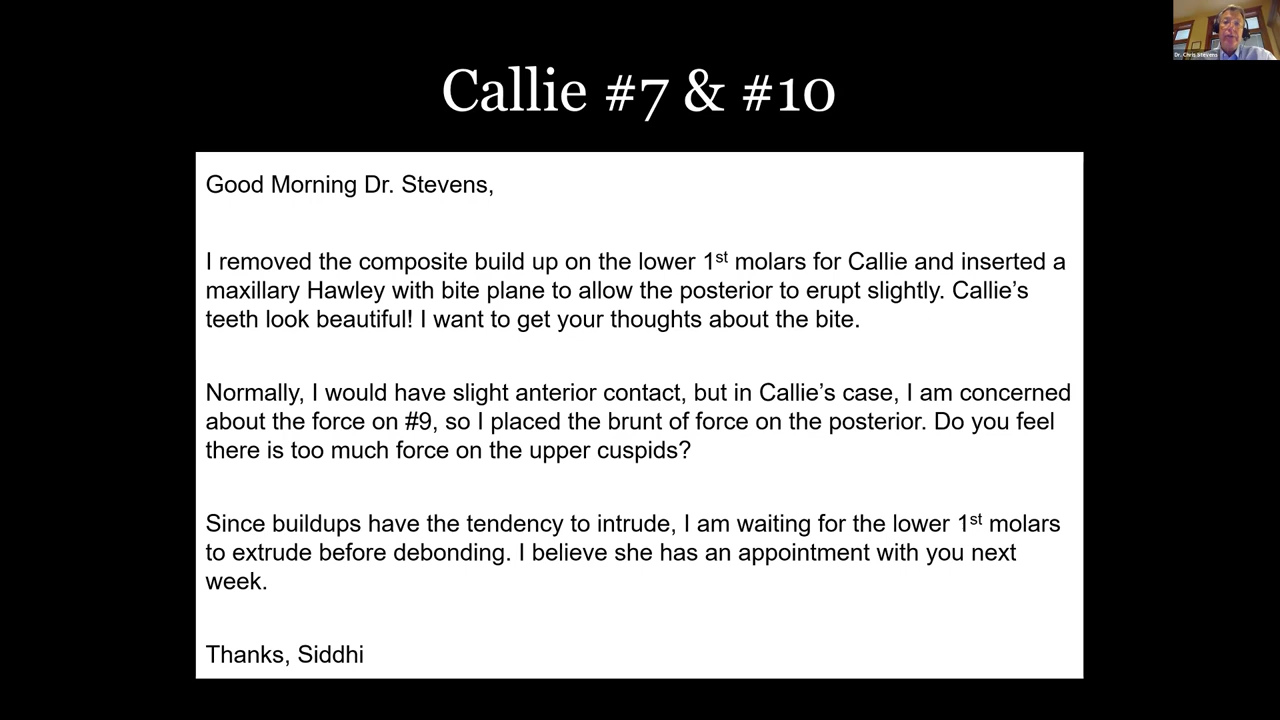 Dr. Chris Stevens
Callie #7 & #10
Good Morning Dr. Stevens,
I removed the composite build up on the lower 1st molars for Callie and inserted a
maxillary Hawley with bite plane to allow the posterior to erupt slightly. Callie’s
teeth look beautiful! I want to get your thoughts about the bite.
Normally, I would have slight anterior contact, but in Callie’s case, I am concerned
about the force on #9, so I placed the brunt of force on the posterior. Do you feel
there is too much force on the upper cuspids?
Since buildups have the tendency to intrude, I am waiting for the lower 1st molars
to extrude before debonding. I believe she has an appointment with you next
week.
Thanks, Siddhi